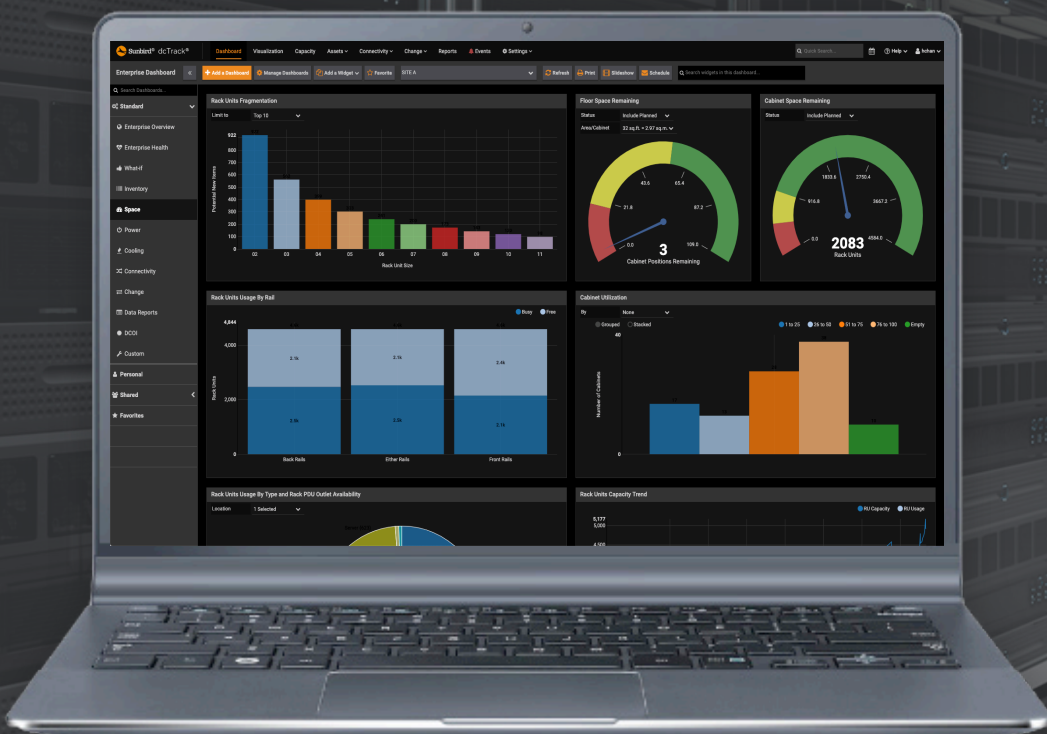 Sunbird® dcTrack®
Dashboard Visualization Capacity Assets Connectivity Change Reports Events Settings
Quick Search... Help hchan
Enterprise Dashboard « + Add a Dashboard Manage Dashboards Add a Widget Favorite SITE A Refresh Print Slideshow Schedule Search widgets in this dashboard...
Search Dashboards...
Standard
Enterprise Overview
Enterprise Health
What-if
Inventory
Space
Power
Cooling
Connectivity
Change
Data Reports
DCOI
Custom
Personal
Shared
Favorites
Rack Units Fragmentation
Limit to Top 10
Potential New Items
922
800
700
600
500
400
300
200
100
0
02 03 04 05 06 07 08 09 10 11
Rack Unit Size
Floor Space Remaining
Status Include Planned
Area/Cabinet 32 sq.ft. = 2.97 sq.m.
43.6 65.4
21.8 87.2
0.0 109.0
3
Cabinet Positions Remaining
Cabinet Space Remaining
Status Include Planned
1833.6 2750.4
916.8 3667.2
0.0 4584.0
2083
Rack Units
Rack Units Usage By Rail
Busy Free
Rack Units
4,844
4,000
2,000
0
2.1k 2.1k 2.4k
2.5k 2.5k 2.1k
Back Rails Either Rails Front Rails
Cabinet Utilization
By None
Grouped Stacked
1 to 25 26 to 50 51 to 75 76 to 100 Empty
Number of Cabinets
40
0
Rack Units Usage By Type and Rack PDU Outlet Availability
Location 1 Selected
Rack Units Capacity Trend
RU Capacity RU Usage
5,177
5,000
4,500